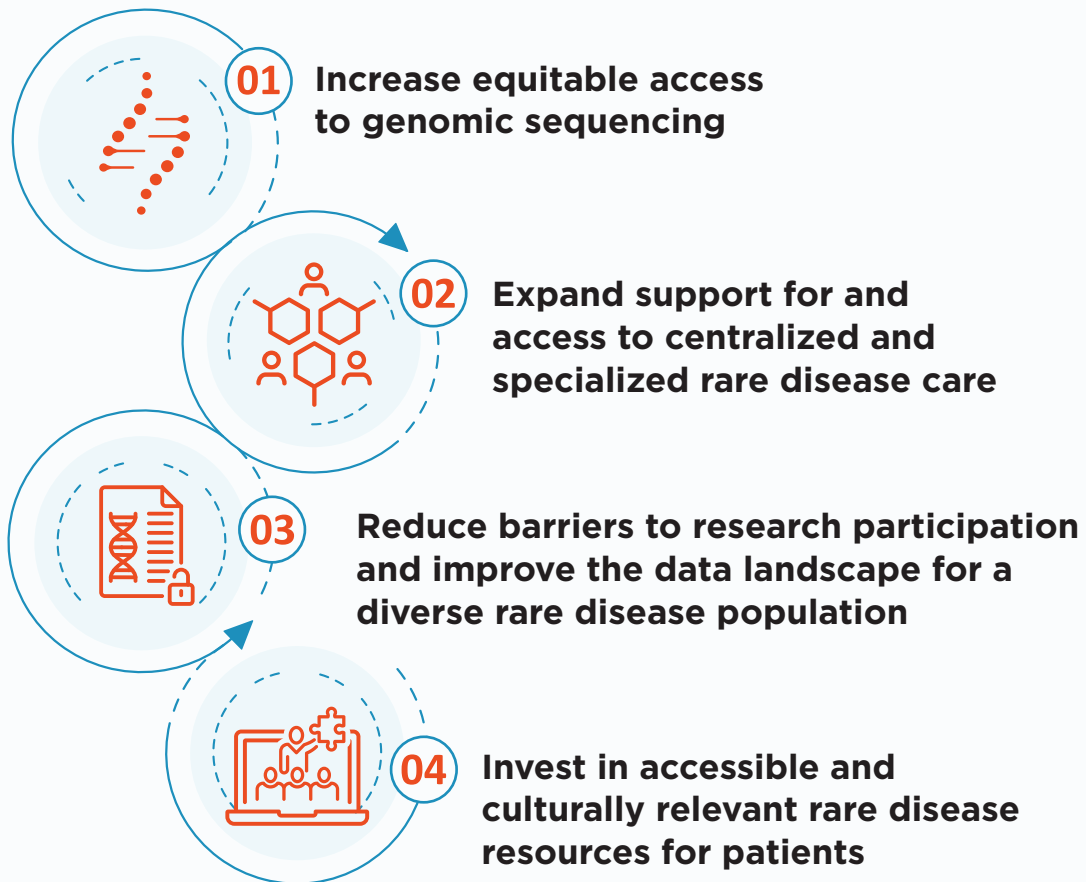 01
Increase equitable access
to genomic sequencing
02
Expand support for and
access to centralized and
specialized rare disease care
03
Reduce barriers to research participation
and improve the data landscape for a
diverse rare disease population
04
Invest in accessible and
culturally relevant rare disease
resources for patients